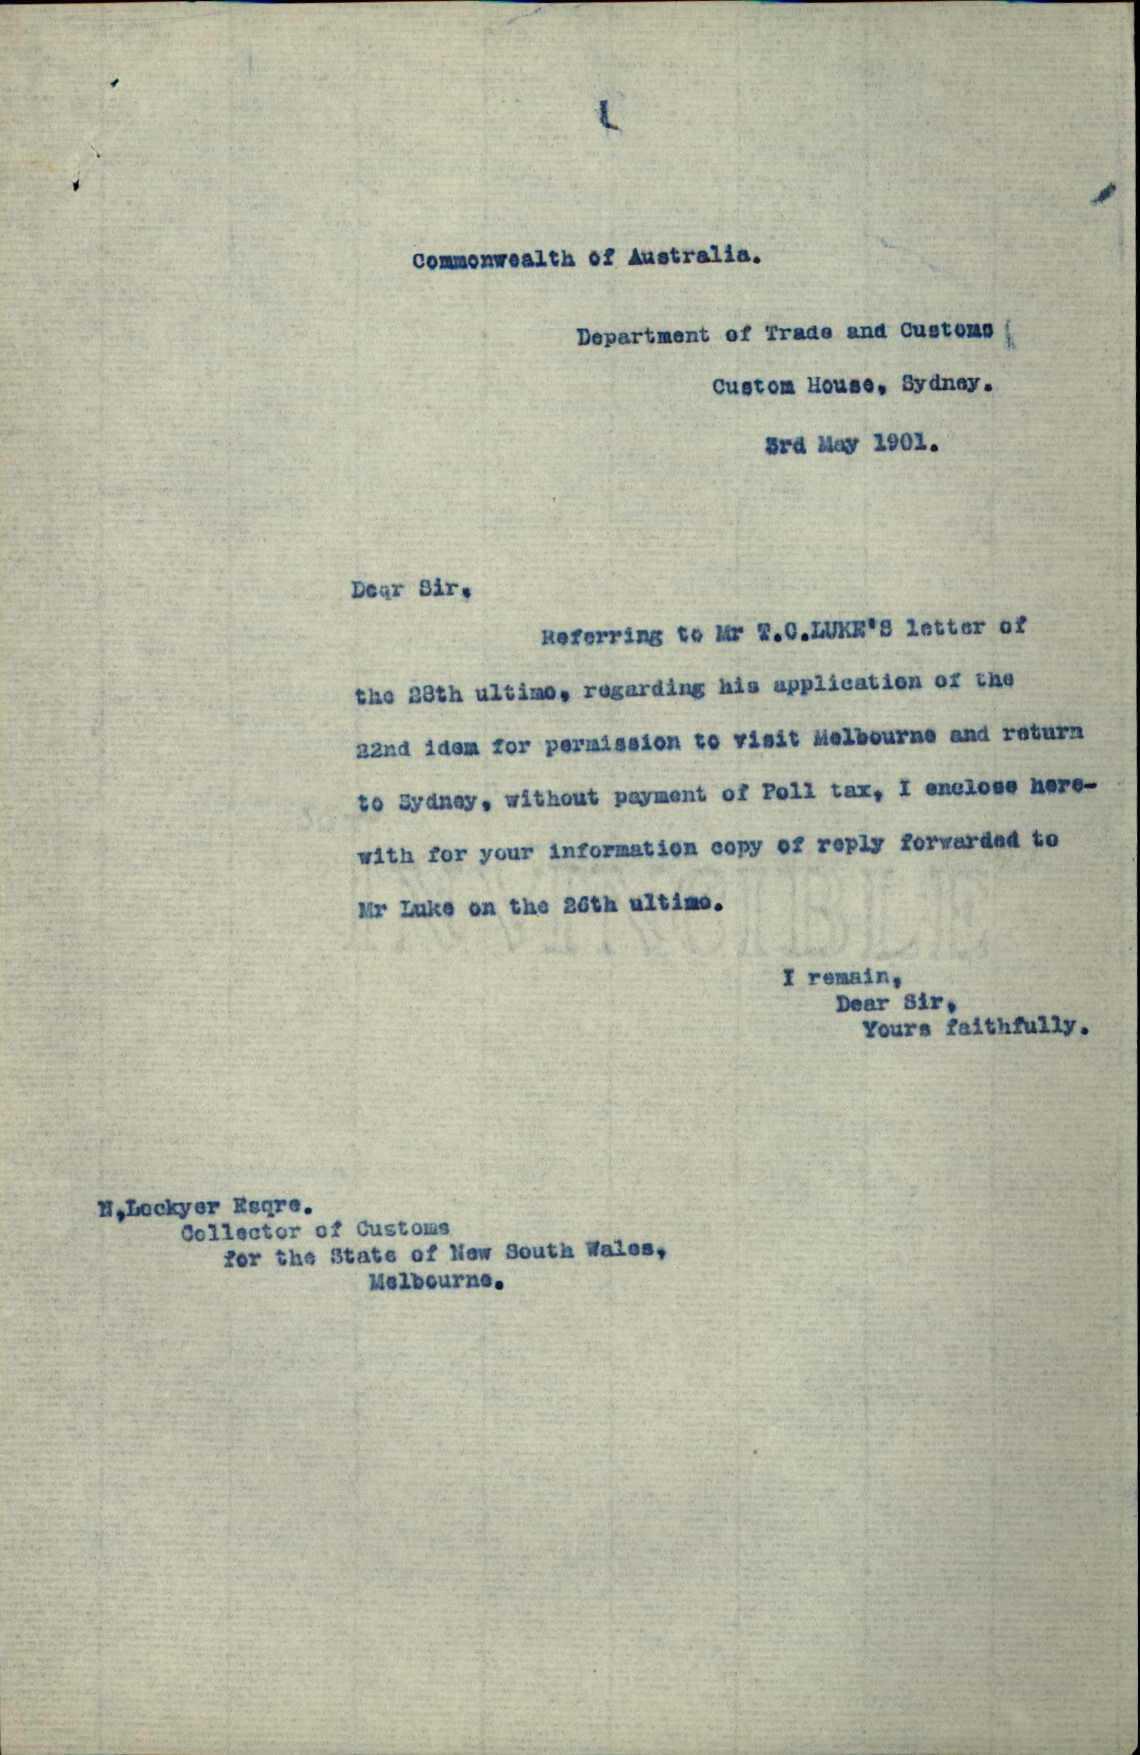 Commonwealth of Australia.
Department of Trade and Customs
Custom House, Sydney.
3rd May 1901.
Dear Sir,
Referring to Mr T.C.LUKE'S letter of
the 28th ultimo, regarding his application of the
22nd idem for permission to visit Melbourne and return
to Sydney, without payment of Poll tax, I enclose here-
with for your information copy of reply forwarded to
Mr Luke on the 26th ultimo.
I remain,
Dear Sir,
Yours faithfully.
N,Lockyer Esqre.
Collector of Customs
for the State of New South Wales,
Melbourne.